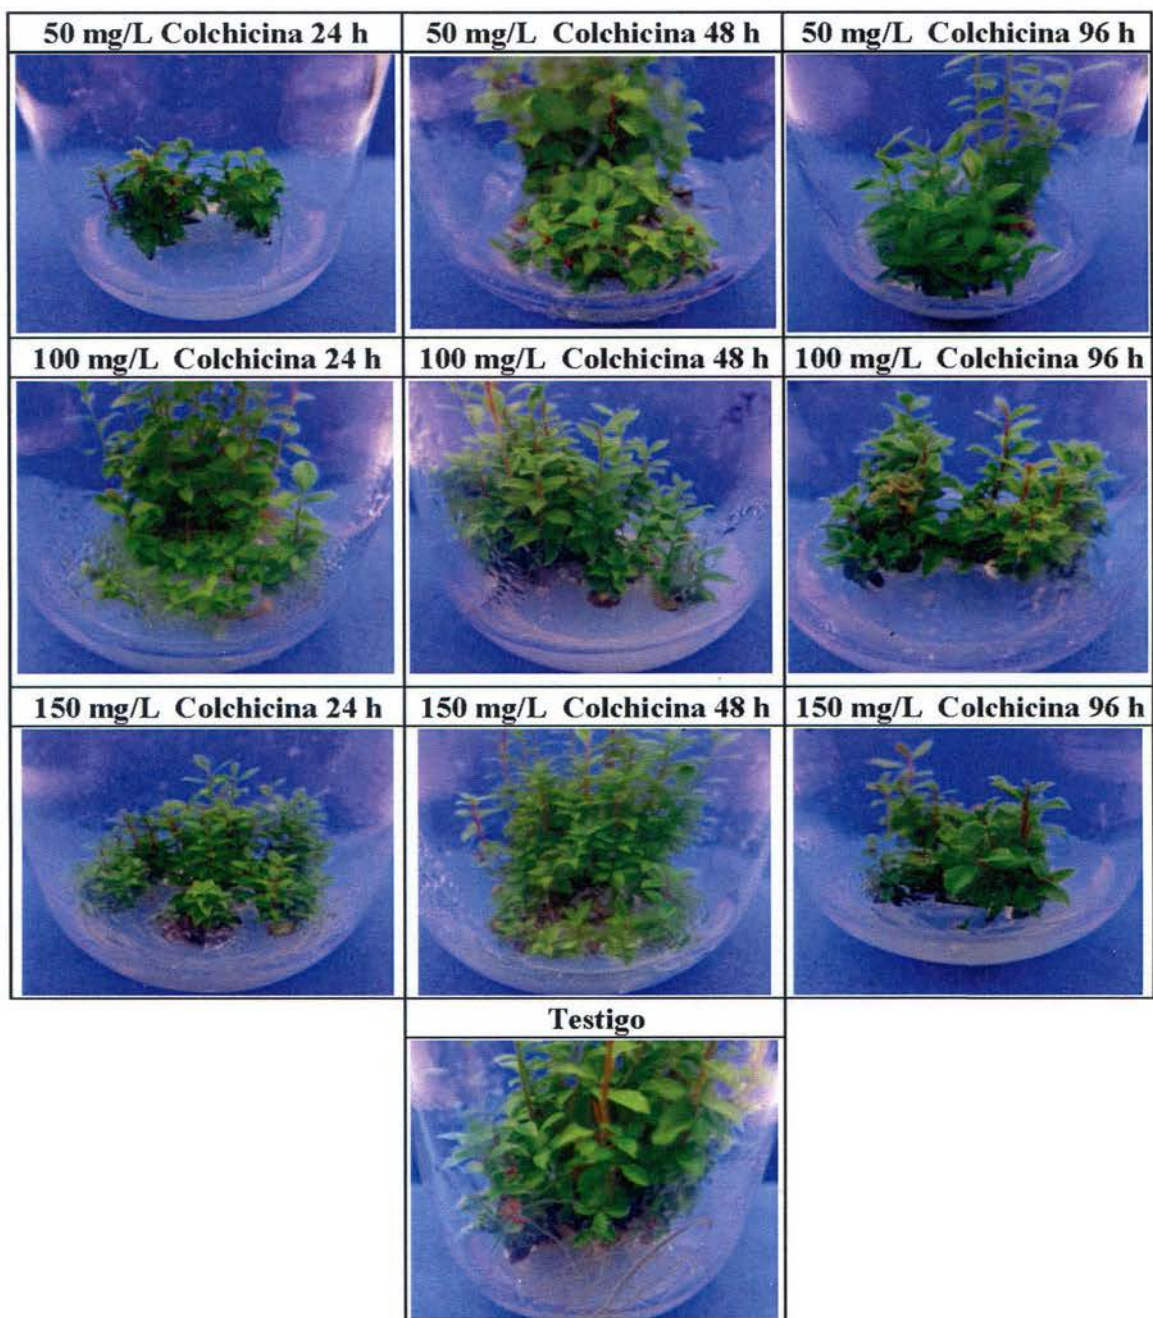 50 mg/L Colchicina 24 h
50 mg/L Colchicina 48 h
50 mg/L Colchicina 96 h
100 mg/L Colchicina 24 h
100 mg/L Colchicina 48 h
100 mg/L Colchicina 96 h
150 mg/L Colchicina 24 h
150 mg/L Colchicina 48 h
150 mg/L Colchicina 96 h
Testigo